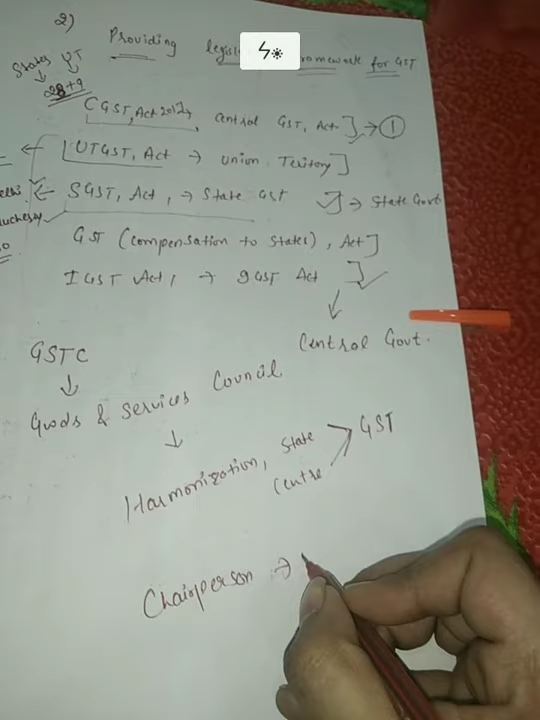 2)
Providing framework for GST
States UT
28+9
CGST, Act 2017, Central GST, Act ] → ①
UTGST, Act → Union Teritory ]
SGST, Act, → State GST → State Govt
GST (compensation to States), Act ]
IGST Act, → IGST Act ]
Central Govt.
GSTC
Goods & Services Council
Harmonization, State GST
Centre
Chairperson →